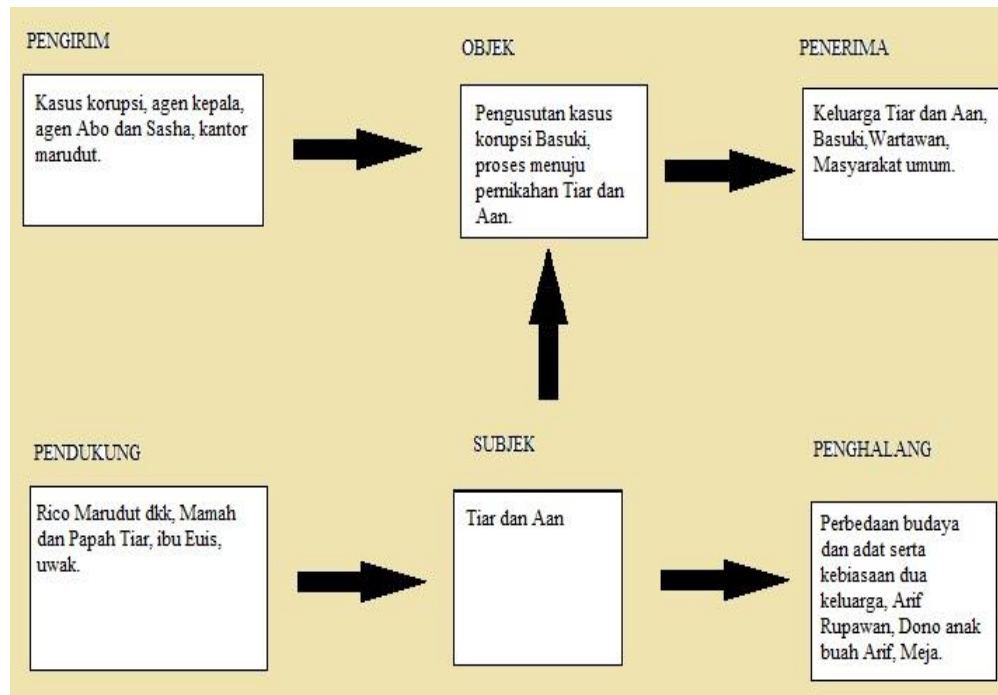 PENGIRIM
Kasus korupsi, agen kepala,
agen Abo dan Sasha, kantor
marudut.
OBJEK
Pengusutan kasus
korupsi Basuki,
proses menuju
pernikahan Tiar dan
Aan.
PENERIMA
Keluarga Tiar dan Aan,
Basuki,Wartawan,
Masyarakat umum.
PENDUKUNG
Rico Marudut dkk, Mamah
dan Papah Tiar, ibu Euis,
uwak.
SUBJEK
Tiar dan Aan
PENGHALANG
Perbedaan budaya
dan adat serta
kebiasaan dua
keluarga, Arif
Rupawan, Dono anak
buah Arif, Meja.